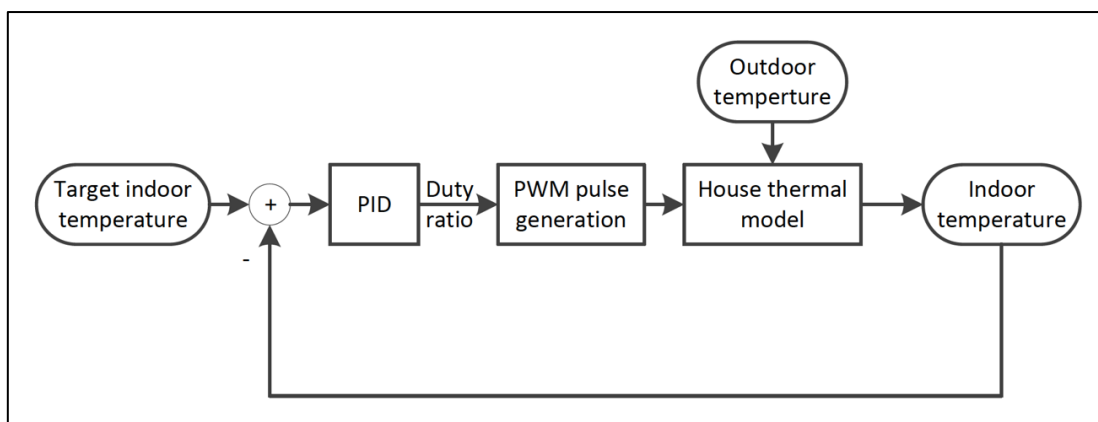 Outdoor
temperture
Target indoor
temperature
+
-
PID
Duty
ratio
PWM pulse
generation
House thermal
model
Indoor
temperature